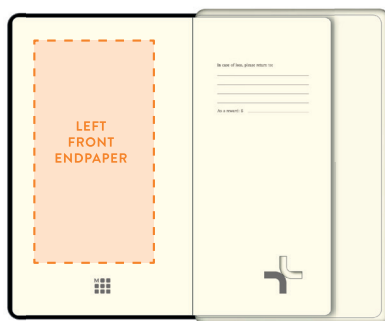 LEFT
FRONT
ENDPAPER
In case of loss, please return to:
As a reward: $
M